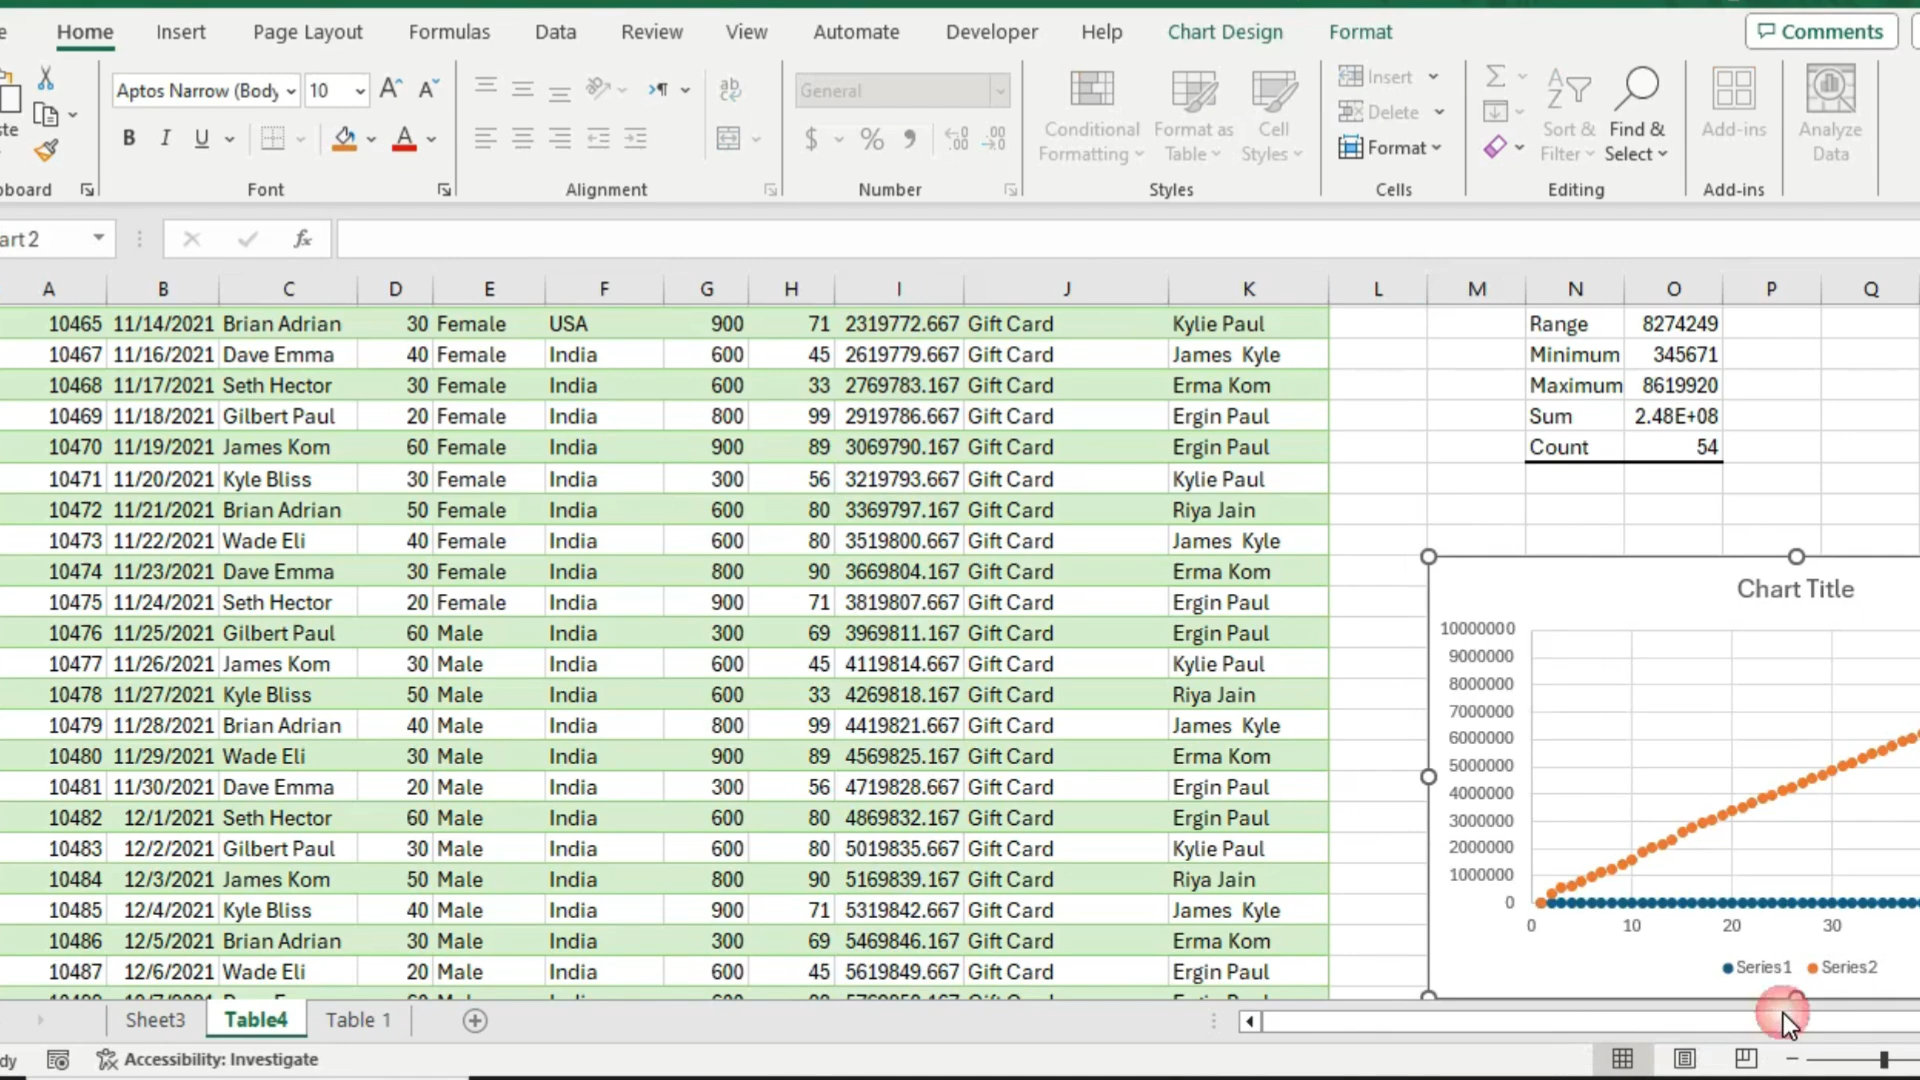 Home Insert Page Layout Formulas Data Review View Automate Developer Help Chart Design Format Comments
Aptos Narrow (Body 10 General
Conditional Formatting
Format as Table
Cell Styles
Insert
Delete
Format
Sort & Filter
Find & Select
Add-ins
Analyze Data
Font Alignment Number Styles Cells Editing Add-ins
fx
A B C D E F G H I J K L M N O P Q
10465 11/14/2021 Brian Adrian 30 Female USA 900 71 2319772.667 Gift Card Kylie Paul Range 8274249
10467 11/16/2021 Dave Emma 40 Female India 600 45 2619779.667 Gift Card James Kyle Minimum 345671
10468 11/17/2021 Seth Hector 30 Female India 600 33 2769783.167 Gift Card Erma Kom Maximum 8619920
10469 11/18/2021 Gilbert Paul 20 Female India 800 99 2919786.667 Gift Card Ergin Paul Sum 2.48E+08
10470 11/19/2021 James Kom 60 Female India 900 89 3069790.167 Gift Card Ergin Paul Count 54
10471 11/20/2021 Kyle Bliss 30 Female India 300 56 3219793.667 Gift Card Kylie Paul
10472 11/21/2021 Brian Adrian 50 Female India 600 80 3369797.167 Gift Card Riya Jain
10473 11/22/2021 Wade Eli 40 Female India 600 80 3519800.667 Gift Card James Kyle
10474 11/23/2021 Dave Emma 30 Female India 800 90 3669804.167 Gift Card Erma Kom
10475 11/24/2021 Seth Hector 20 Female India 900 71 3819807.667 Gift Card Ergin Paul
10476 11/25/2021 Gilbert Paul 60 Male India 300 69 3969811.167 Gift Card Ergin Paul
10477 11/26/2021 James Kom 30 Male India 600 45 4119814.667 Gift Card Kylie Paul
10478 11/27/2021 Kyle Bliss 50 Male India 600 33 4269818.167 Gift Card Riya Jain
10479 11/28/2021 Brian Adrian 40 Male India 800 99 4419821.667 Gift Card James Kyle
10480 11/29/2021 Wade Eli 30 Male India 900 89 4569825.167 Gift Card Erma Kom
10481 11/30/2021 Dave Emma 20 Male India 300 56 4719828.667 Gift Card Ergin Paul
10482 12/1/2021 Seth Hector 60 Male India 600 80 4869832.167 Gift Card Ergin Paul
10483 12/2/2021 Gilbert Paul 30 Male India 600 80 5019835.667 Gift Card Kylie Paul
10484 12/3/2021 James Kom 50 Male India 800 90 5169839.167 Gift Card Riya Jain
10485 12/4/2021 Kyle Bliss 40 Male India 900 71 5319842.667 Gift Card James Kyle
10486 12/5/2021 Brian Adrian 30 Male India 300 69 5469846.167 Gift Card Erma Kom
10487 12/6/2021 Wade Eli 20 Male India 600 45 5619849.667 Gift Card Ergin Paul
Chart Title
10000000
9000000
8000000
7000000
6000000
5000000
4000000
3000000
2000000
1000000
0
0 10 20 30
Series1 Series2
Sheet3 Table4 Table 1
Accessibility: Investigate